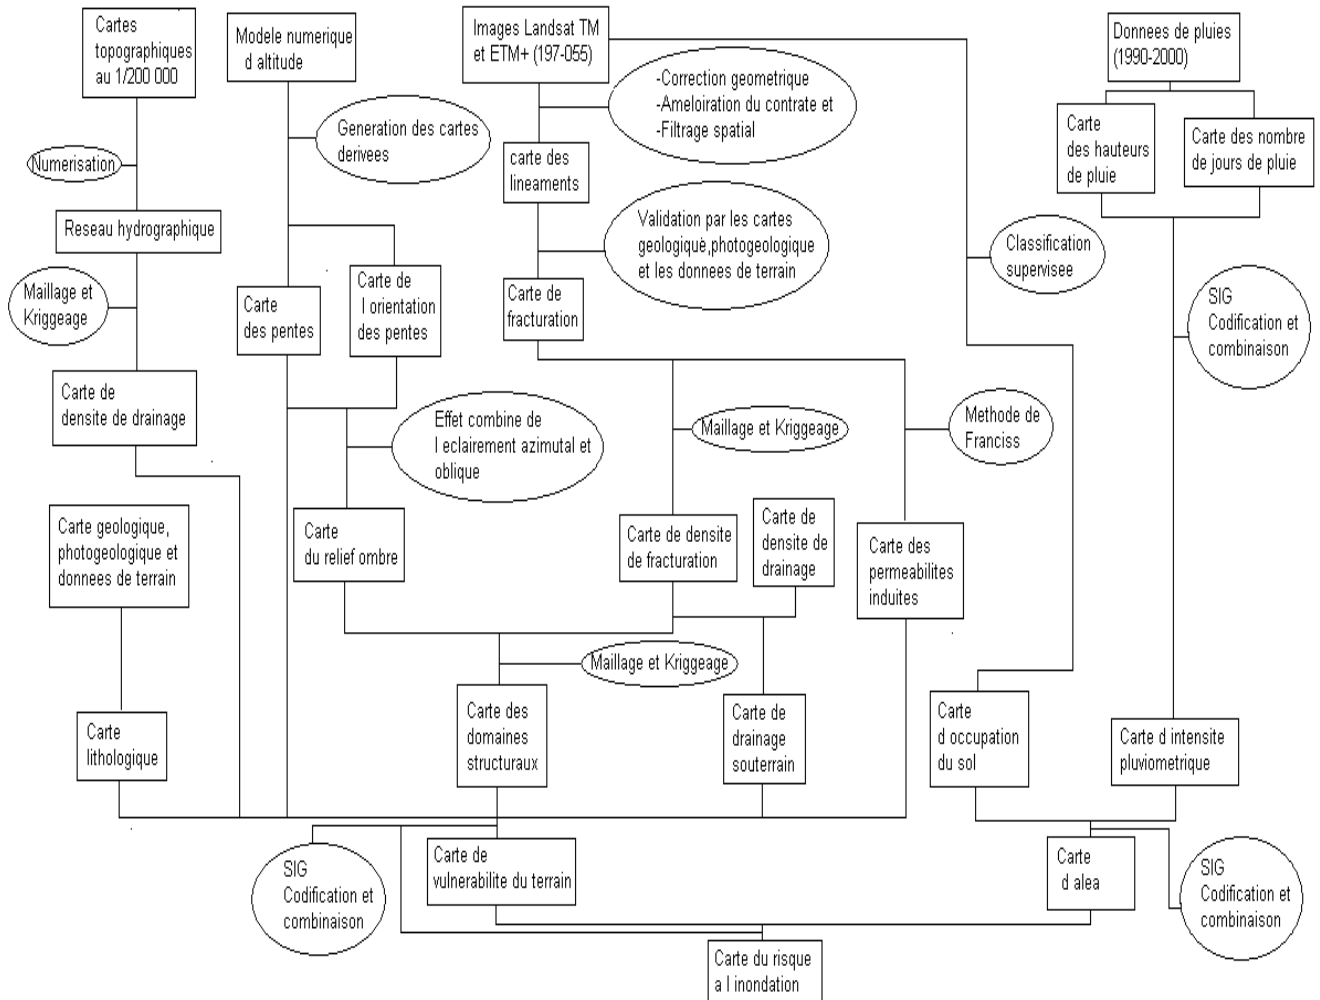 Cartes
topographiques
au 1/200 000
Modele numerique
d altitude
Images Landsat TM
et ETM+ (197-055)
Donnees de pluies
(1990-2000)
-Correction geometrique
-Ameloiration du contrate et
-Filtrage spatial
Generation des cartes
derivees
Numerisation
carte des
lineaments
Carte
des hauteurs
de pluie
Carte des nombre
de jours de pluie
Reseau hydrographique
Validation par les cartes
geologique,photogeologique
et les donnees de terrain
Classification
supervisee
Maillage et
Kriggeage
Carte
des pentes
Carte de
l orientation
des pentes
Carte de
fracturation
SIG
Codification et
combinaison
Carte de
densite de drainage
Effet combine de
l eclairement azimutal et
oblique
Maillage et Kriggeage
Methode de
Franciss
Carte geologique,
photogeologique et
donnees de terrain
Carte
du relief ombre
Carte de densite
de fracturation
Carte de
densite de
drainage
Carte des
permeabilites
induites
Maillage et Kriggeage
Carte
lithologique
Carte des
domaines
structuraux
Carte de
drainage
souterrain
Carte
d occupation
du sol
Carte d intensite
pluviometrique
SIG
Codification et
combinaison
Carte de
vulnerabilite du terrain
Carte
d alea
SIG
Codification et
combinaison
Carte du risque
a l inondation